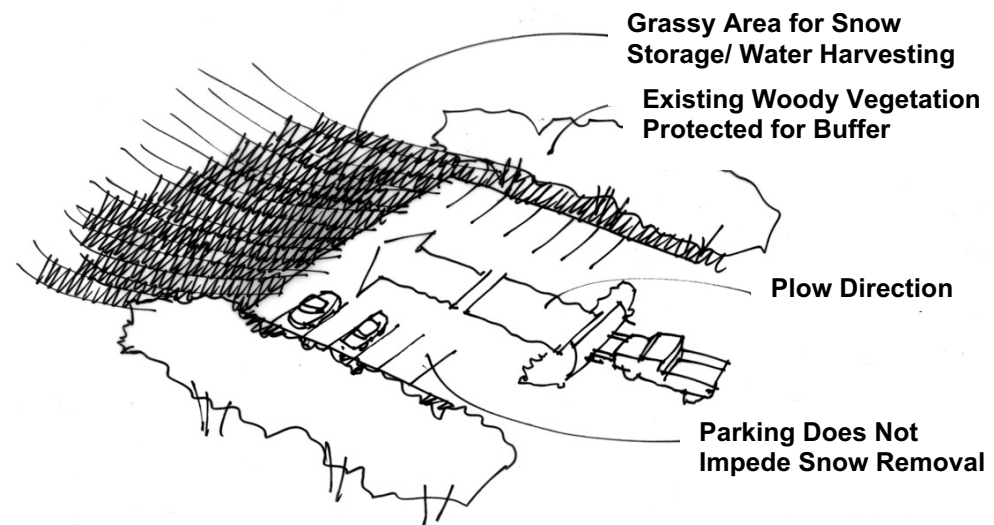 Grassy Area for Snow
Storage/ Water Harvesting
Existing Woody Vegetation
Protected for Buffer
Plow Direction
Parking Does Not
Impede Snow Removal